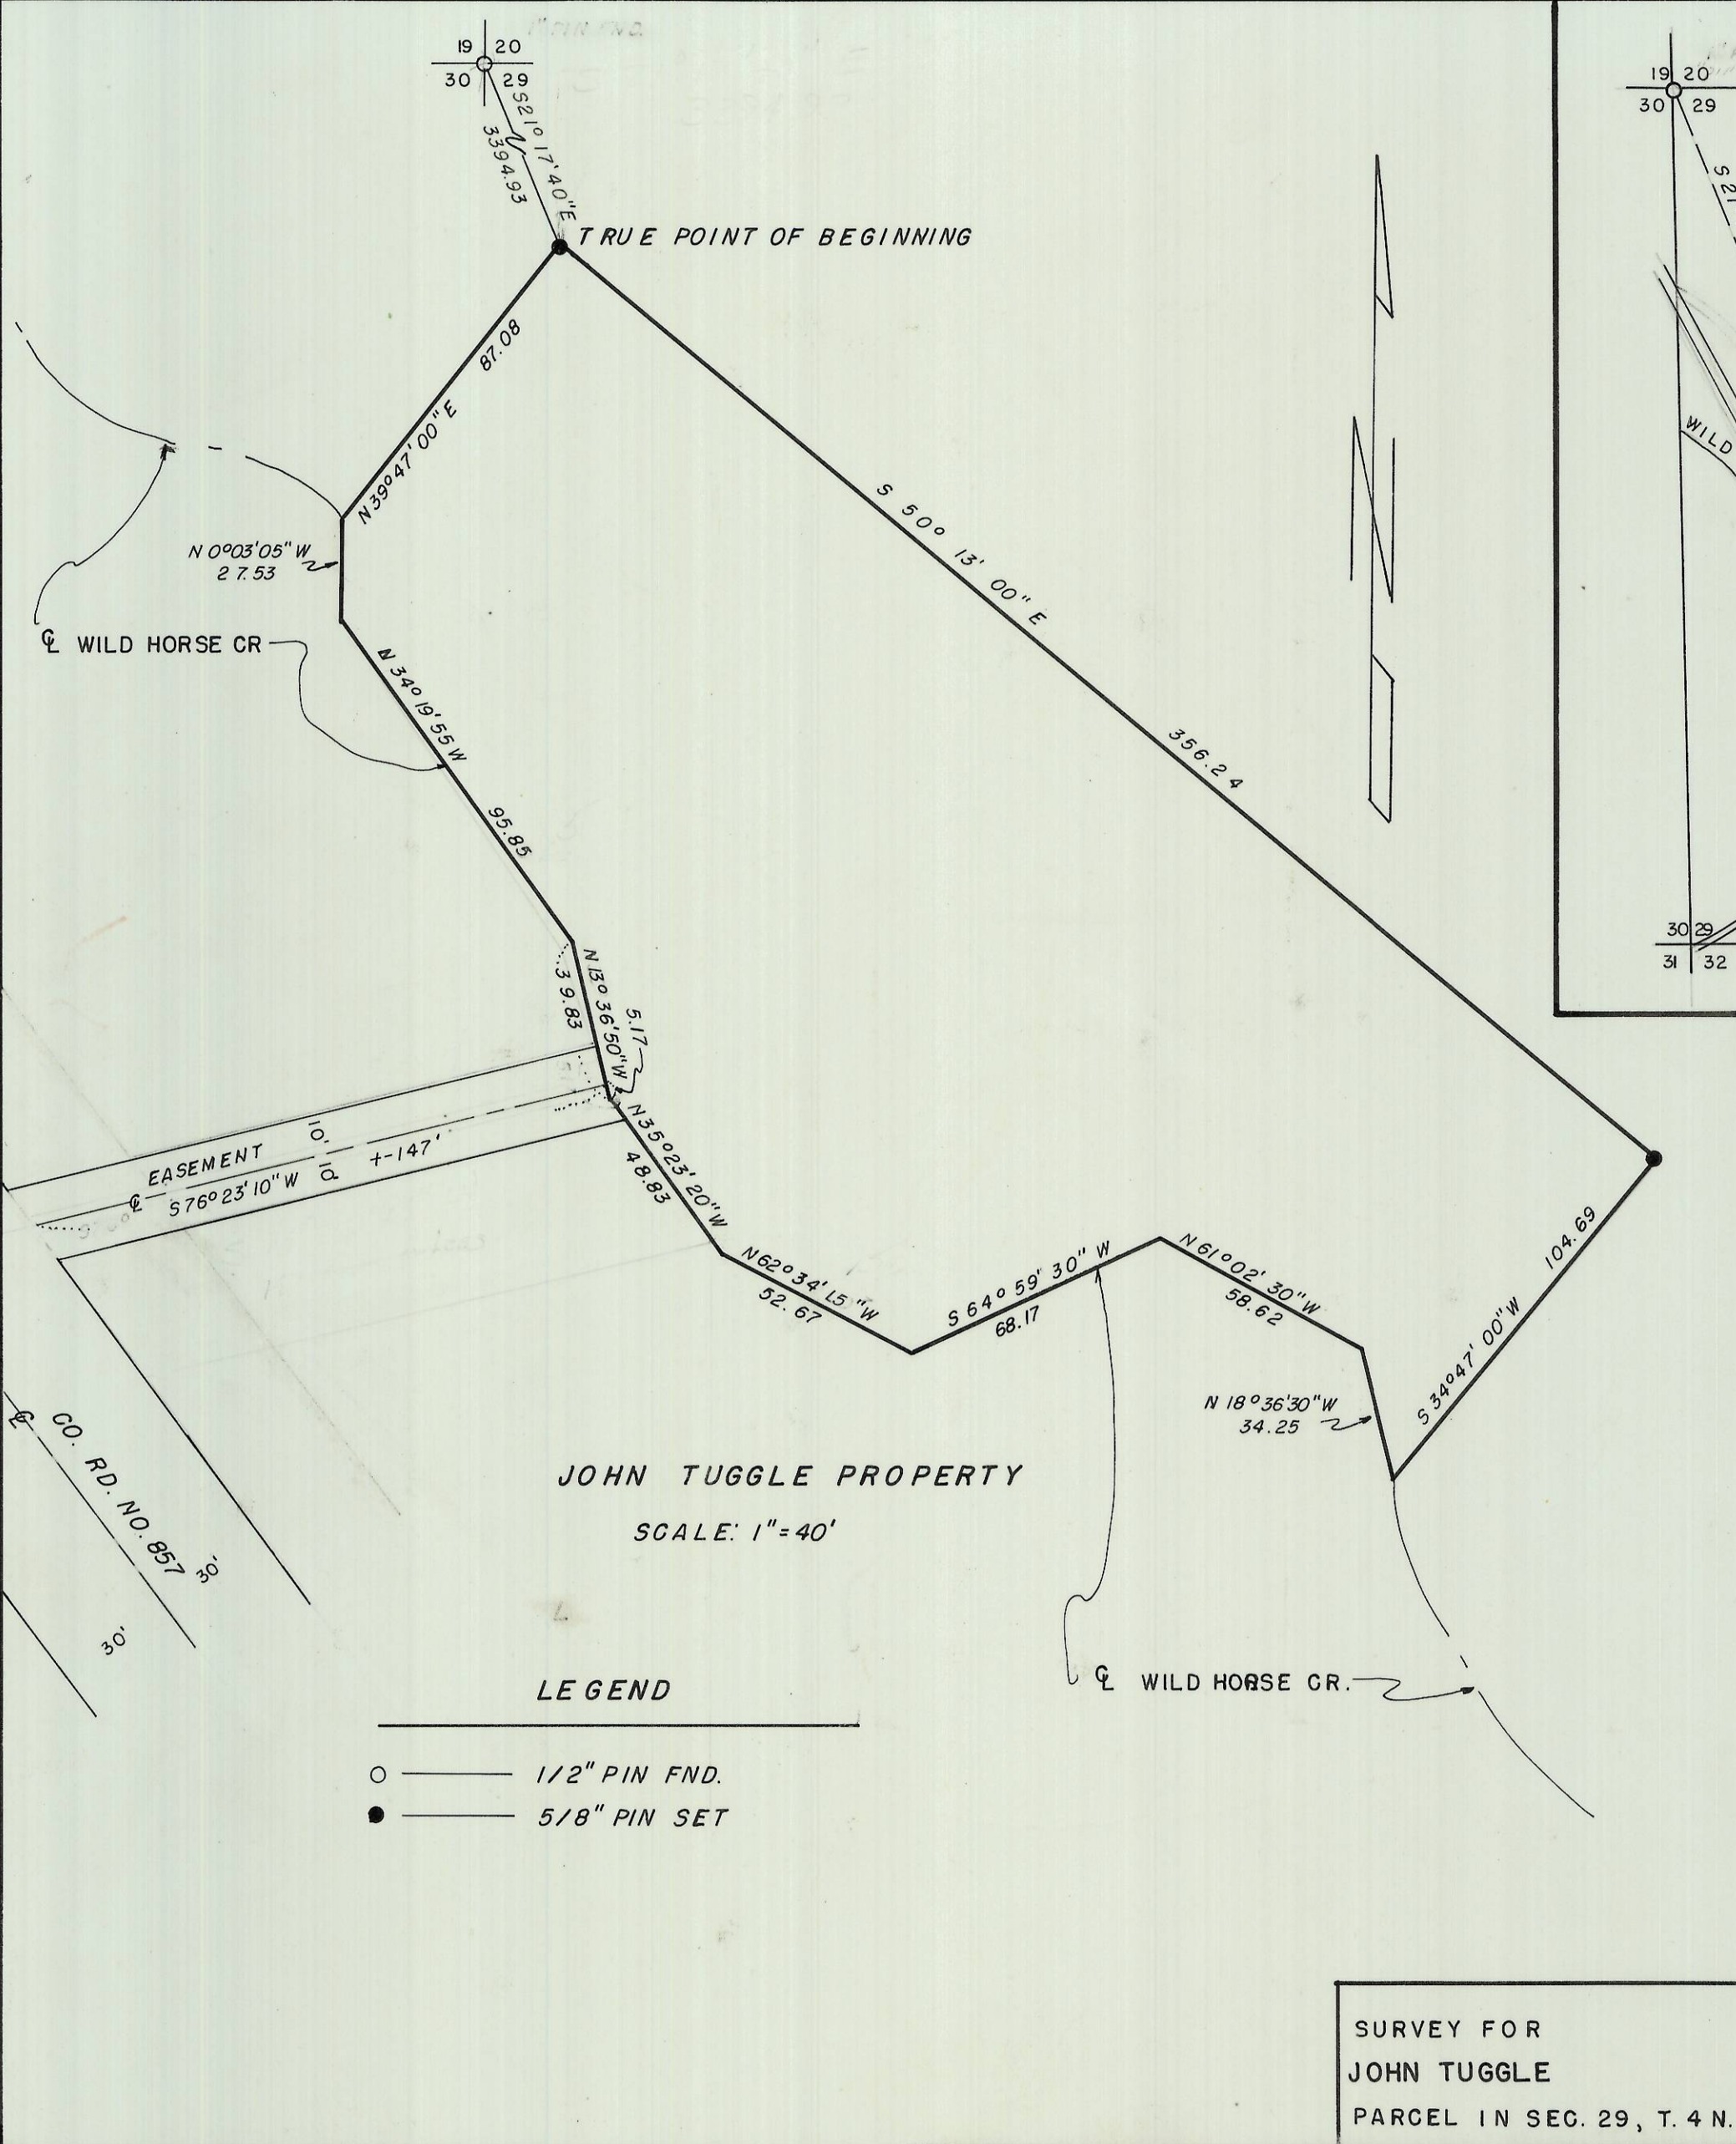 19 20
30 29
S21°17'40"E
3394.93
TRUE POINT OF BEGINNING
87.08
N39°47'00"E
S 50° 13' 00" E
356.24
N 0°03'05" W
27.53
℄ WILD HORSE CR
N 34° 19' 55 W
95.85
N 13° 36' 50" W
39.83
5.17
EASEMENT
10'
10'
℄
S76°23'10"W
+-147'
N35°23'20"W
48.83
N62°34'15"W
52.67
S 64° 59' 30" W
68.17
N 61°02' 30"W
58.62
104.69
S 34°47' 00"W
N 18°36'30"W
34.25
N
℄
CO. RD. NO. 857
30'
30'
JOHN TUGGLE PROPERTY
SCALE: 1"=40'
℄ WILD HORSE CR.
LEGEND
1/2" PIN FND.
5/8" PIN SET
19 20
30 29
S 21
WILD
30 29
31 32
SURVEY FOR
JOHN TUGGLE
PARCEL IN SEC. 29, T. 4 N.